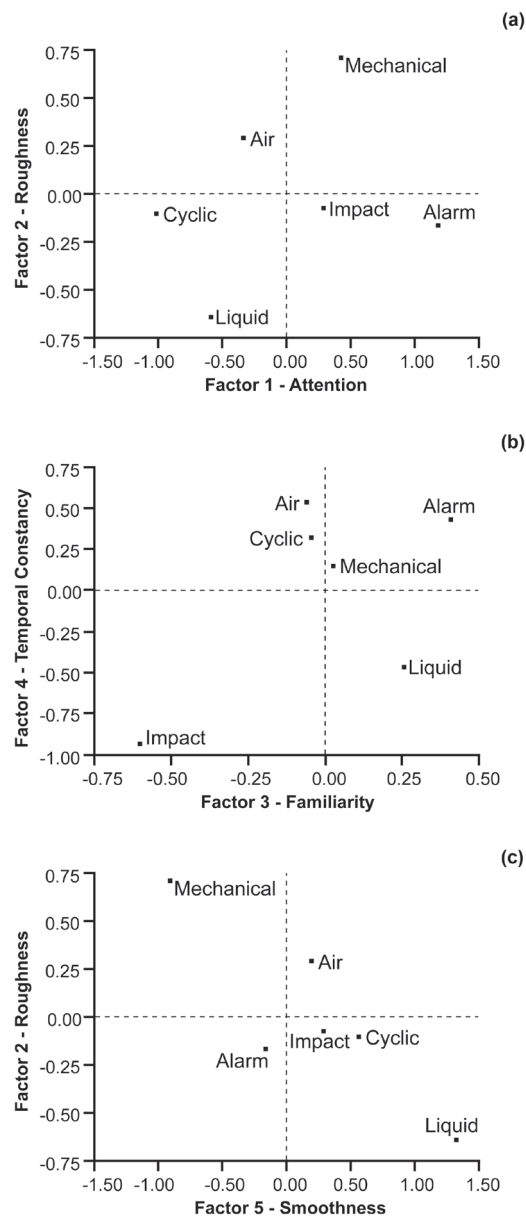 (a)
0.75
Mechanical
0.50
0.25
Air
0.00
Cyclic
Impact
Alarm
-0.25
-0.50
Liquid
-0.75
-1.50 -1.00 -0.50 0.00 0.50 1.00 1.50
Factor 2 - Roughness
Factor 1 - Attention
(b)
0.75
Air
Alarm
0.50
Cyclic
0.25
Mechanical
0.00
-0.25
Liquid
-0.50
-0.75
Impact
-1.00
-0.75 -0.50 -0.25 0.00 0.25 0.50
Factor 4 - Temporal Constancy
Factor 3 - Familiarity
(c)
0.75
Mechanical
0.50
0.25
Air
0.00
Alarm
Impact
Cyclic
-0.25
-0.50
Liquid
-0.75
-1.50 -1.00 -0.50 0.00 0.50 1.00 1.50
Factor 2 - Roughness
Factor 5 - Smoothness